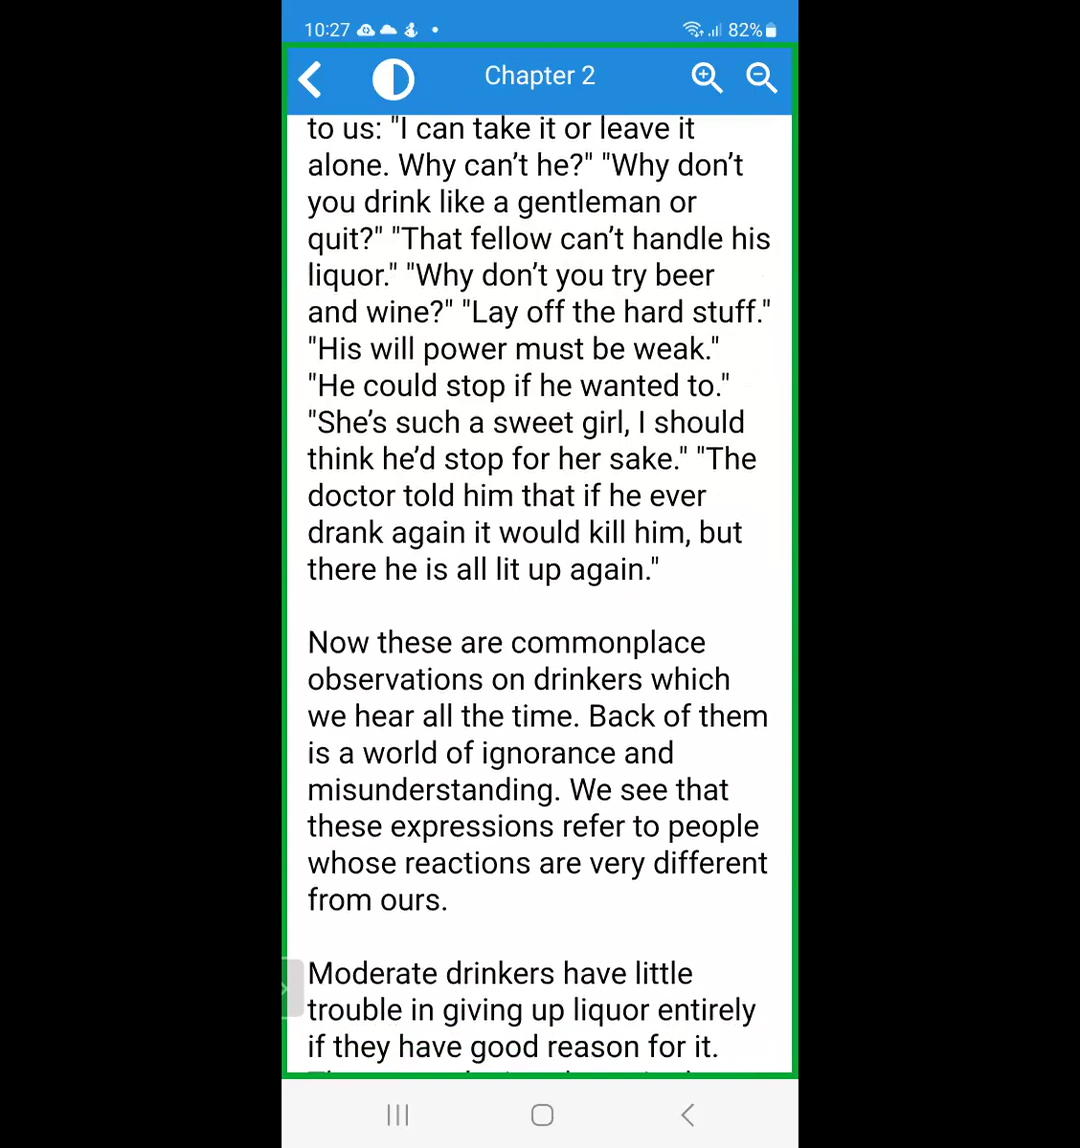 10:27
82%
Chapter 2
to us: "I can take it or leave it
alone. Why can’t he?" "Why don’t
you drink like a gentleman or
quit?" "That fellow can’t handle his
liquor." "Why don’t you try beer
and wine?" "Lay off the hard stuff."
"His will power must be weak."
"He could stop if he wanted to."
"She’s such a sweet girl, I should
think he’d stop for her sake." "The
doctor told him that if he ever
drank again it would kill him, but
there he is all lit up again."
Now these are commonplace
observations on drinkers which
we hear all the time. Back of them
is a world of ignorance and
misunderstanding. We see that
these expressions refer to people
whose reactions are very different
from ours.
Moderate drinkers have little
trouble in giving up liquor entirely
if they have good reason for it.